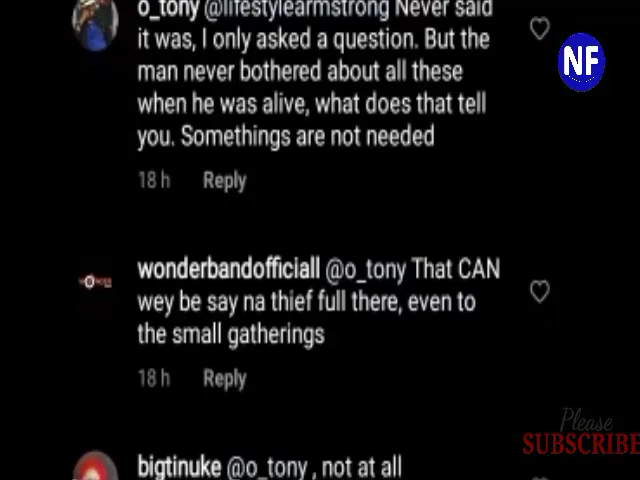 o_tony @lifestylearmstrong Never said
it was, I only asked a question. But the
man never bothered about all these
when he was alive, what does that tell
you. Somethings are not needed
18 h Reply
NF
wonderbandofficiall @o_tony That CAN
wey be say na thief full there, even to
the small gatherings
18 h Reply
Please
SUBSCRIBE
bigtinuke @o_tony , not at all